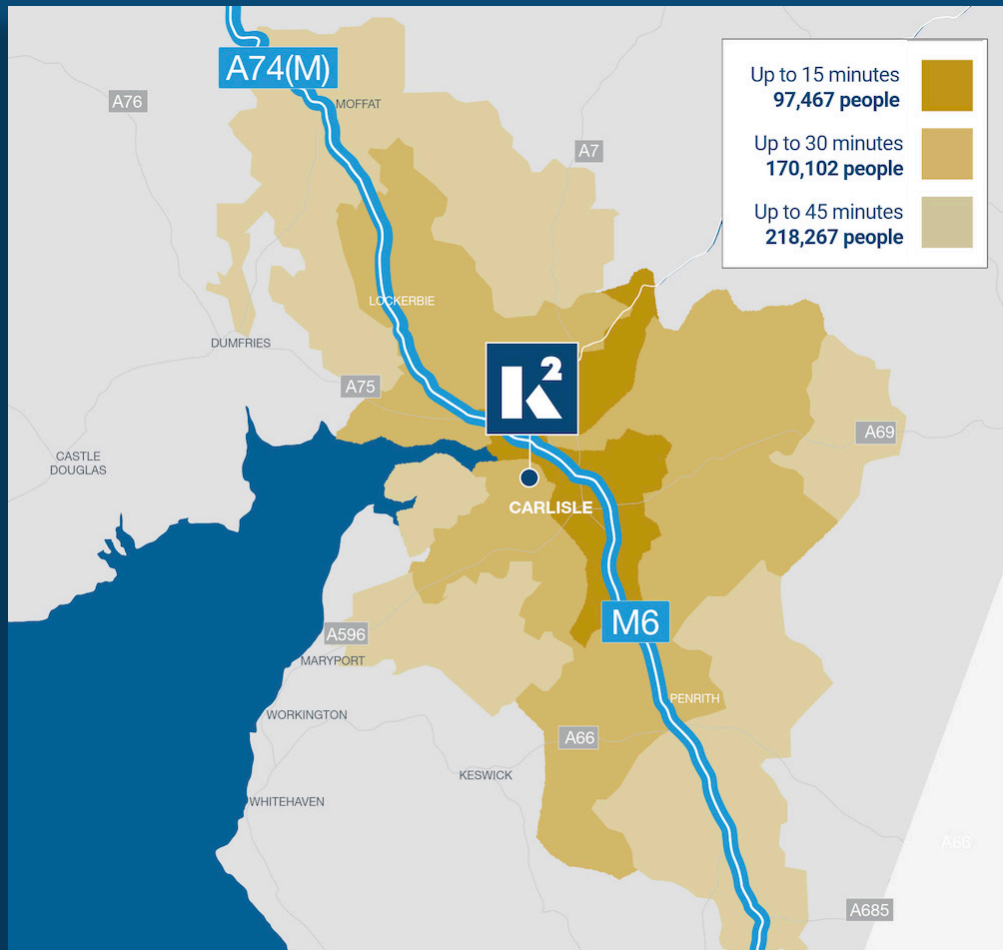 A74(M)
A76
MOFFAT
A7
Up to 15 minutes
97,467 people
Up to 30 minutes
170,102 people
Up to 45 minutes
218,267 people
LOCKERBIE
DUMFRIES
A75
K²
A69
CASTLE
DOUGLAS
CARLISLE
M6
A596
MARYPORT
PENRITH
WORKINGTON
A66
KESWICK
WHITEHAVEN
A66
A685